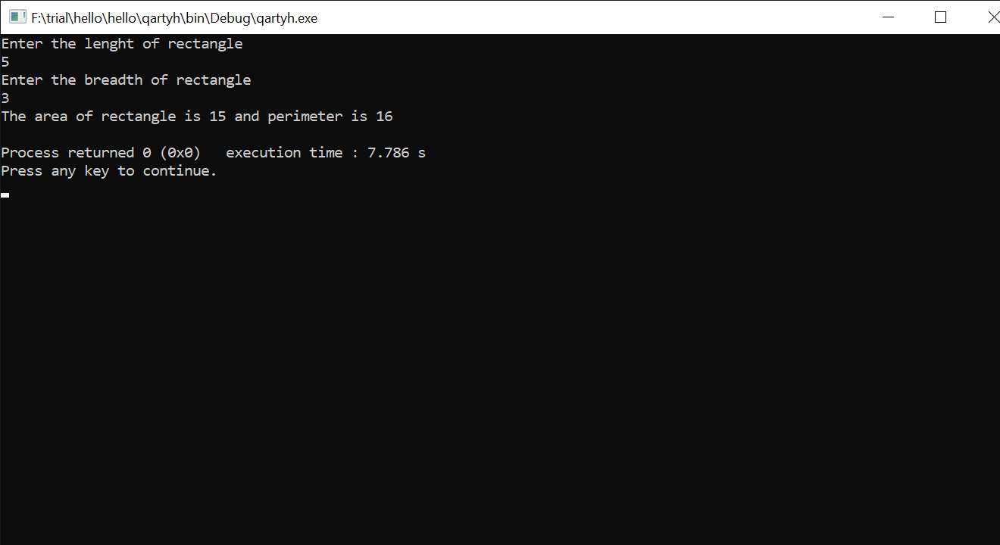 F:\trial\hello\hello\qartyh\bin\Debug\qartyh.exe
Enter the lenght of rectangle
5
Enter the breadth of rectangle
3
The area of rectangle is 15 and perimeter is 16
Process returned 0 (0x0)   execution time : 7.786 s
Press any key to continue.